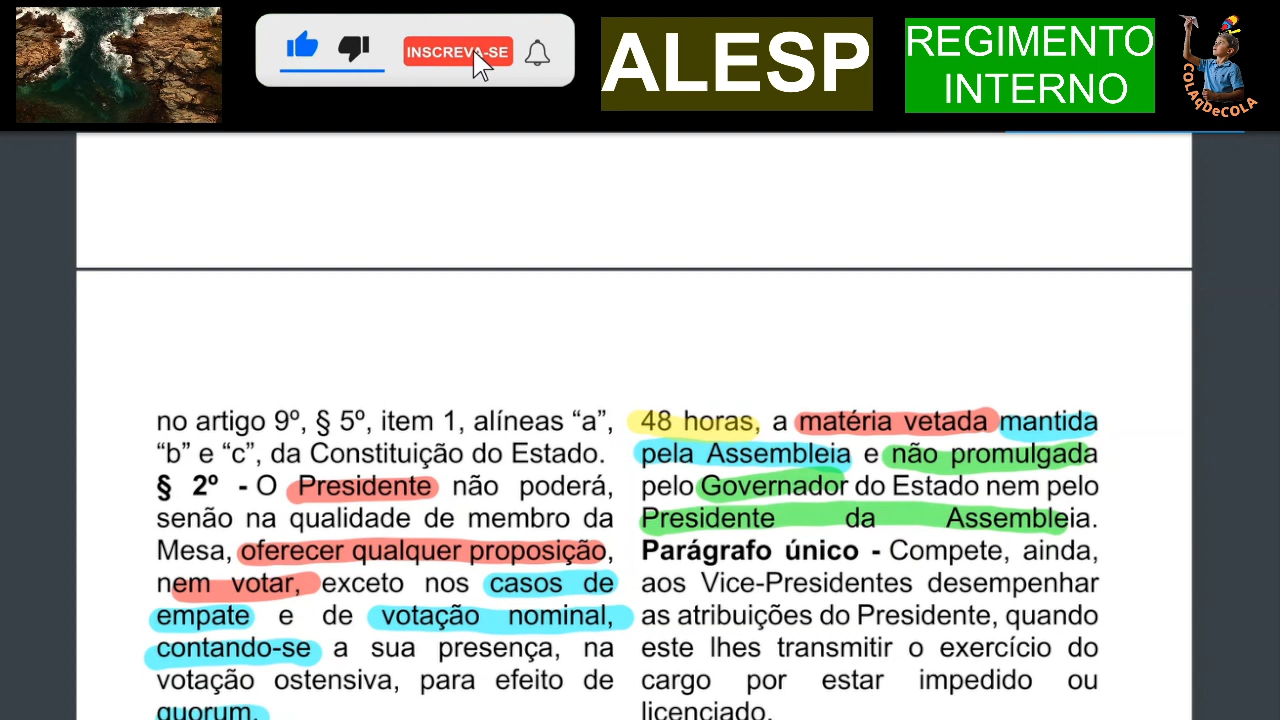 INSCREVA-SE
ALESP
REGIMENTO
INTERNO
COLAqDeCOLA
no artigo 9º, § 5º, item 1, alíneas “a”,
“b” e “c”, da Constituição do Estado.
§ 2º - O Presidente não poderá,
senão na qualidade de membro da
Mesa, oferecer qualquer proposição,
nem votar, exceto nos casos de
empate e de votação nominal,
contando-se a sua presença, na
votação ostensiva, para efeito de
quorum.
48 horas, a matéria vetada mantida
pela Assembleia e não promulgada
pelo Governador do Estado nem pelo
Presidente da Assembleia.
Parágrafo único - Compete, ainda,
aos Vice-Presidentes desempenhar
as atribuições do Presidente, quando
este lhes transmitir o exercício do
cargo por estar impedido ou
licenciado.